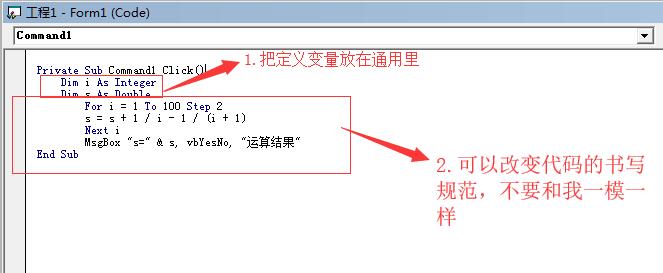 工程1 - Form1 (Code)
Command1
Private Sub Command1_Click()
1.把定义变量放在通用里
Dim i As Integer
Dim s As Double
For i = 1 To 100 Step 2
s = s + 1 / i - 1 / (i + 1)
Next i
MsgBox "s=" & s, vbYesNo, "运算结果"
End Sub
2.可以改变代码的书写
规范，不要和我一模一
样